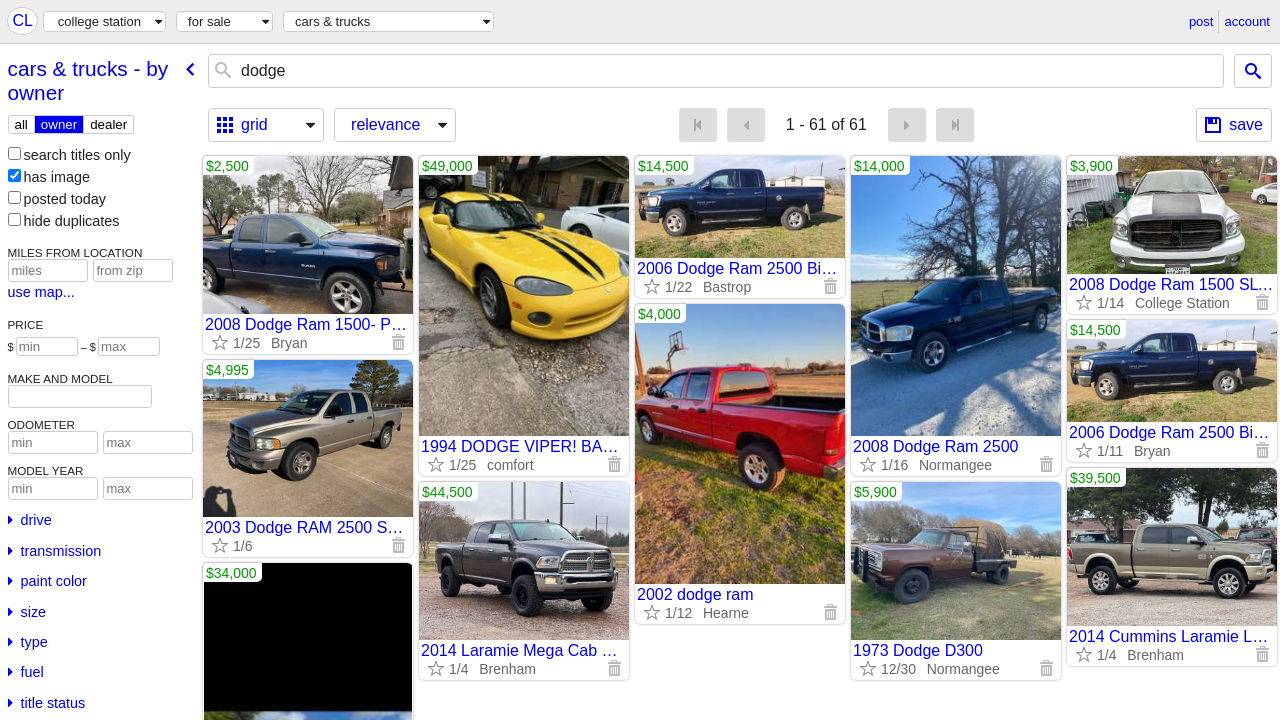 CL
college station
for sale
cars & trucks
post
account
cars & trucks - by owner
all
owner
dealer
search titles only
has image
posted today
hide duplicates
MILES FROM LOCATION
miles
from zip
use map...
PRICE
$ min – $ max
MAKE AND MODEL
ODOMETER
min
max
MODEL YEAR
min
max
drive
transmission
paint color
size
type
fuel
title status
dodge
grid
relevance
1 - 61 of 61
save
$2,500
2008 Dodge Ram 1500- P…
1/25 Bryan
$4,995
2003 Dodge RAM 2500 S…
1/6
$34,000
$49,000
1994 DODGE VIPER! BA…
1/25 comfort
$44,500
2014 Laramie Mega Cab …
1/4 Brenham
$14,500
2006 Dodge Ram 2500 Bi…
1/22 Bastrop
$4,000
2002 dodge ram
1/12 Hearne
$14,000
2008 Dodge Ram 2500
1/16 Normangee
$5,900
1973 Dodge D300
12/30 Normangee
$3,900
2008 Dodge Ram 1500 SL…
1/14 College Station
$14,500
2006 Dodge Ram 2500 Bi…
1/11 Bryan
$39,500
2014 Cummins Laramie L…
1/4 Brenham